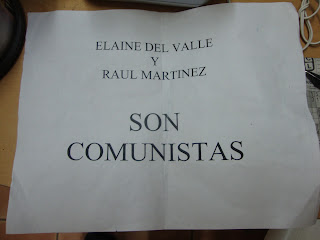 ELAINE DEL VALLE
Y
RAUL MARTINEZ
SON
COMUNISTAS